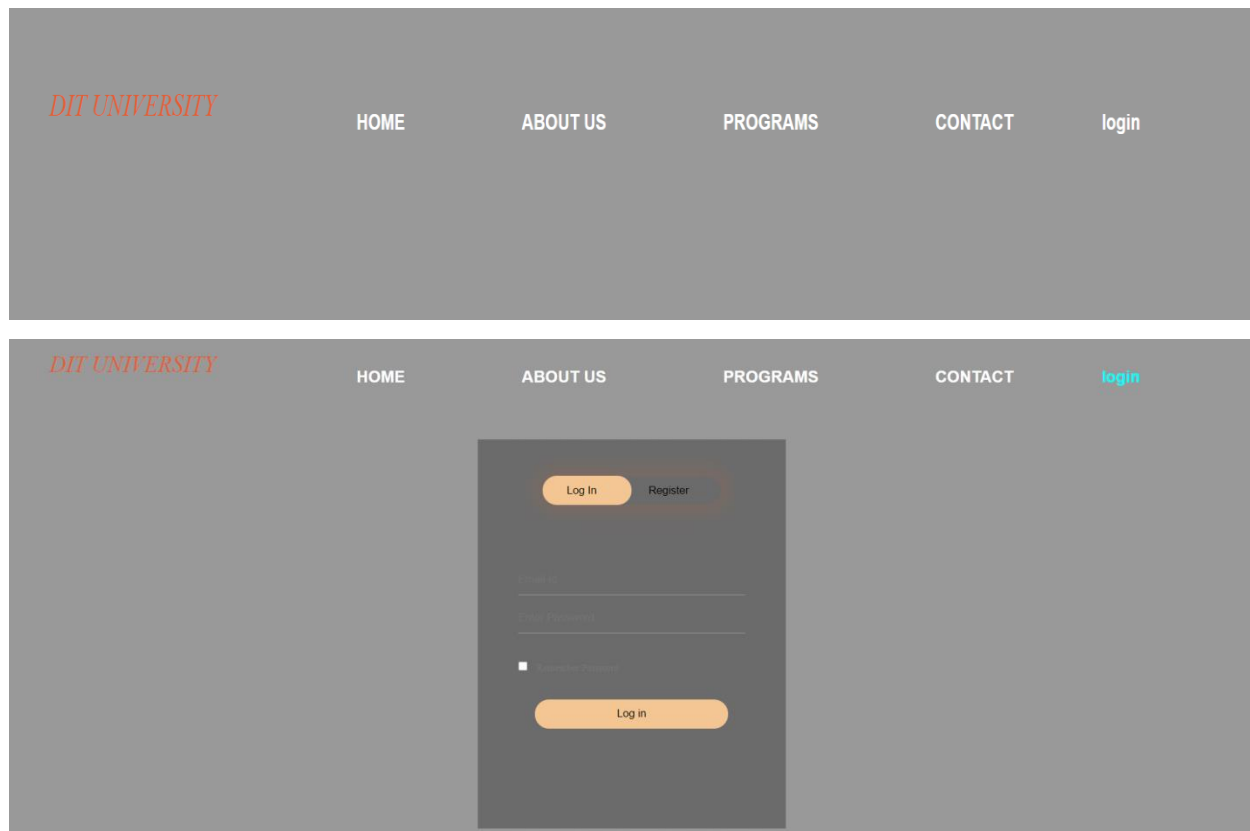 DIT UNIVERSITY
HOME ABOUT US PROGRAMS CONTACT login
DIT UNIVERSITY
HOME ABOUT US PROGRAMS CONTACT login
Log In Register
Log in